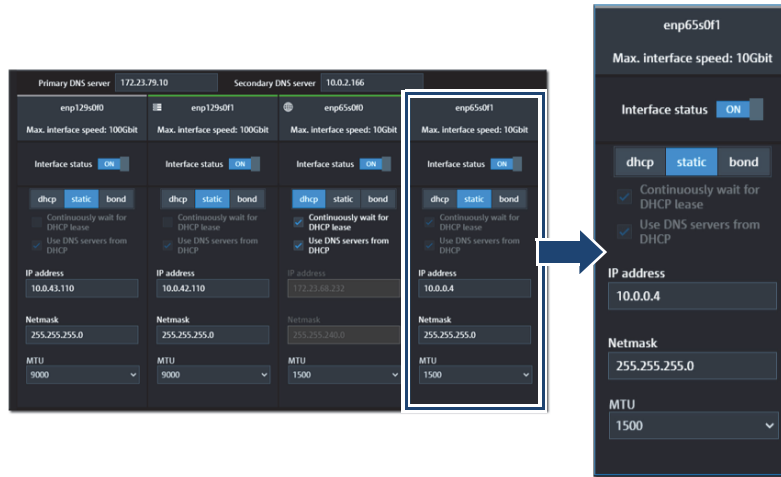 Primary DNS server 172.23.79.10 Secondary DNS server 10.0.2.166
enp129s0f0
Max. interface speed: 100Gbit
Interface status ON
dhcp static bond
Continuously wait for
DHCP lease
Use DNS servers from
DHCP
IP address
10.0.43.110
Netmask
255.255.255.0
MTU
9000
enp129s0f1
Max. interface speed: 100Gbit
Interface status ON
dhcp static bond
Continuously wait for
DHCP lease
Use DNS servers from
DHCP
IP address
10.0.42.110
Netmask
255.255.255.0
MTU
9000
enp65s0f0
Max. interface speed: 10Gbit
Interface status ON
dhcp static bond
Continuously wait for
DHCP lease
Use DNS servers from
DHCP
IP address
172.23.68.232
Netmask
255.255.240.0
MTU
1500
enp65s0f1
Max. interface speed: 10Gbit
Interface status ON
dhcp static bond
Continuously wait for
DHCP lease
Use DNS servers from
DHCP
IP address
10.0.0.4
Netmask
255.255.255.0
MTU
1500
enp65s0f1
Max. interface speed: 10Gbit
Interface status ON
dhcp static bond
Continuously wait for
DHCP lease
Use DNS servers from
DHCP
IP address
10.0.0.4
Netmask
255.255.255.0
MTU
1500